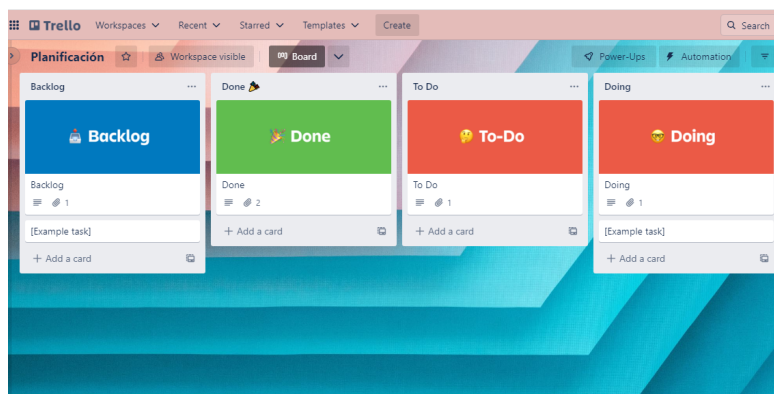 Trello Workspaces Recent Starred Templates Create Search
Planificación Workspace visible Board Power-Ups Automation
Backlog
Backlog
Backlog
1
[Example task]
+ Add a card
Done
Done
Done
2
+ Add a card
To Do
To-Do
To Do
1
+ Add a card
Doing
Doing
Doing
1
[Example task]
+ Add a card